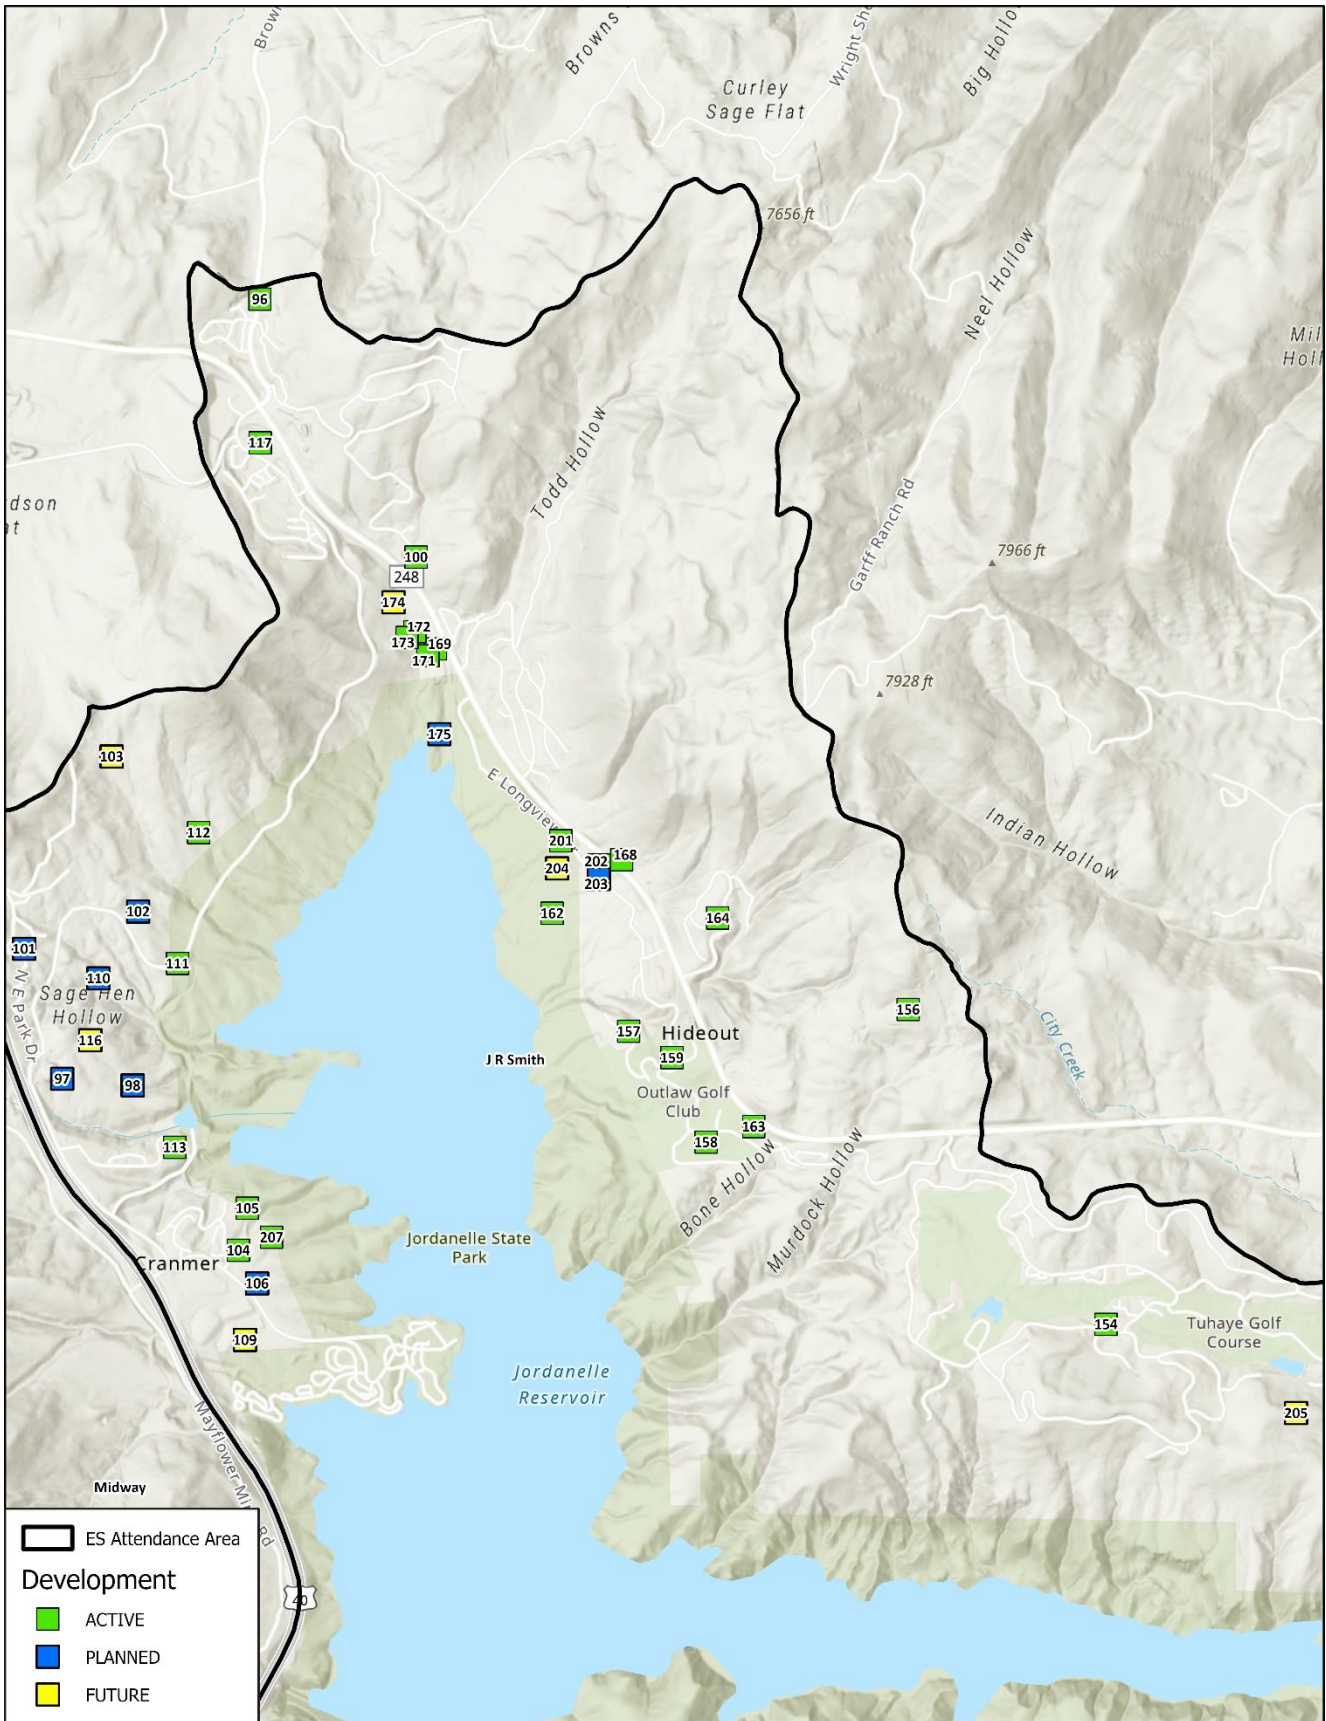 Browns
Big Hollo
Wright Sh
Brow
Curley
Sage Flat
7656 ft
Neel Hollow
96
Mil
Holl
117
Todd Hollow
dson
at
Garff Ranch Rd
100
7966 ft
248
174
172
173
169
171
7928 ft
175
103
E Longview
112
201
202
168
204
203
Indian Hollow
102
162
164
101
111
110
Sage Hen
Hollow
N E Park Dr
156
City Creek
157
Hideout
116
159
J R Smith
97
98
Outlaw Golf
Club
163
113
158
Bone Hollow
Murdock Hollow
105
207
Jordanelle State
Park
104
Cranmer
106
154
Tuhaye Golf
Course
109
Jordanelle
Reservoir
205
Mayflower Mi
Rd
Midway
ES Attendance Area
Development
40
ACTIVE
PLANNED
FUTURE